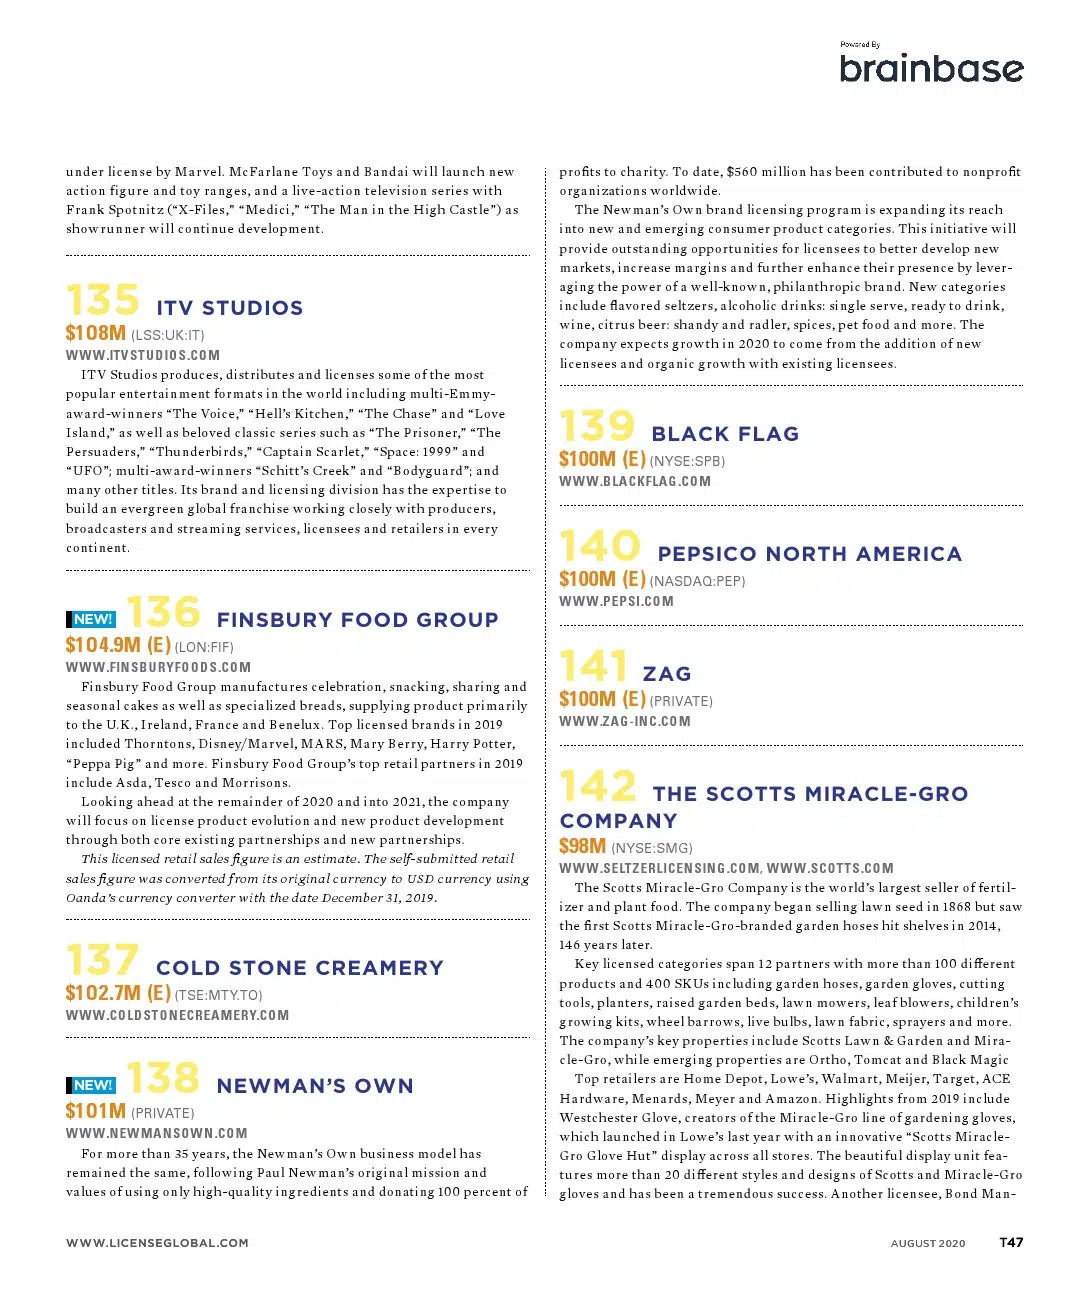 Powered By
brainbase
under license by Marvel. McFarlane Toys and Bandai will launch new
action figure and toy ranges, and a live-action television series with
Frank Spotnitz (“X-Files,” “Medici,” “The Man in the High Castle”) as
showrunner will continue development.
135 ITV STUDIOS
$108M (LSS:UK:IT)
WWW.ITVSTUDIOS.COM
ITV Studios produces, distributes and licenses some of the most
popular entertainment formats in the world including multi-Emmy-
award-winners “The Voice,” “Hell’s Kitchen,” “The Chase” and “Love
Island,” as well as beloved classic series such as “The Prisoner,” “The
Persuaders,” “Thunderbirds,” “Captain Scarlet,” “Space: 1999” and
“UFO”; multi-award-winners “Schitt’s Creek” and “Bodyguard”; and
many other titles. Its brand and licensing division has the expertise to
build an evergreen global franchise working closely with producers,
broadcasters and streaming services, licensees and retailers in every
continent.
NEW! 136 FINSBURY FOOD GROUP
$104.9M (E) (LON:FIF)
WWW.FINSBURYFOODS.COM
Finsbury Food Group manufactures celebration, snacking, sharing and
seasonal cakes as well as specialized breads, supplying product primarily
to the U.K., Ireland, France and Benelux. Top licensed brands in 2019
included Thorntons, Disney/Marvel, MARS, Mary Berry, Harry Potter,
“Peppa Pig” and more. Finsbury Food Group’s top retail partners in 2019
include Asda, Tesco and Morrisons.
Looking ahead at the remainder of 2020 and into 2021, the company
will focus on license product evolution and new product development
through both core existing partnerships and new partnerships.
This licensed retail sales figure is an estimate. The self-submitted retail
sales figure was converted from its original currency to USD currency using
Oanda’s currency converter with the date December 31, 2019.
137 COLD STONE CREAMERY
$102.7M (E) (TSE:MTY.TO)
WWW.COLDSTONECREAMERY.COM
NEW! 138 NEWMAN’S OWN
$101M (PRIVATE)
WWW.NEWMANSOWN.COM
For more than 35 years, the Newman’s Own business model has
remained the same, following Paul Newman’s original mission and
values of using only high-quality ingredients and donating 100 percent of
profits to charity. To date, $560 million has been contributed to nonprofit
organizations worldwide.
The Newman’s Own brand licensing program is expanding its reach
into new and emerging consumer product categories. This initiative will
provide outstanding opportunities for licensees to better develop new
markets, increase margins and further enhance their presence by lever-
aging the power of a well-known, philanthropic brand. New categories
include flavored seltzers, alcoholic drinks: single serve, ready to drink,
wine, citrus beer: shandy and radler, spices, pet food and more. The
company expects growth in 2020 to come from the addition of new
licensees and organic growth with existing licensees.
139 BLACK FLAG
$100M (E) (NYSE:SPB)
WWW.BLACKFLAG.COM
140 PEPSICO NORTH AMERICA
$100M (E) (NASDAQ:PEP)
WWW.PEPSI.COM
141 ZAG
$100M (E) (PRIVATE)
WWW.ZAG-INC.COM
142 THE SCOTTS MIRACLE-GRO
COMPANY
$98M (NYSE:SMG)
WWW.SELTZERLICENSING.COM, WWW.SCOTTS.COM
The Scotts Miracle-Gro Company is the world’s largest seller of fertil-
izer and plant food. The company began selling lawn seed in 1868 but saw
the first Scotts Miracle-Gro-branded garden hoses hit shelves in 2014,
146 years later.
Key licensed categories span 12 partners with more than 100 different
products and 400 SKUs including garden hoses, garden gloves, cutting
tools, planters, raised garden beds, lawn mowers, leaf blowers, children’s
growing kits, wheel barrows, live bulbs, lawn fabric, sprayers and more.
The company’s key properties include Scotts Lawn & Garden and Mira-
cle-Gro, while emerging properties are Ortho, Tomcat and Black Magic
Top retailers are Home Depot, Lowe’s, Walmart, Meijer, Target, ACE
Hardware, Menards, Meyer and Amazon. Highlights from 2019 include
Westchester Glove, creators of the Miracle-Gro line of gardening gloves,
which launched in Lowe’s last year with an innovative “Scotts Miracle-
Gro Glove Hut” display across all stores. The beautiful display unit fea-
tures more than 20 different styles and designs of Scotts and Miracle-Gro
gloves and has been a tremendous success. Another licensee, Bond Man-
WWW.LICENSEGLOBAL.COM
AUGUST 2020 T47